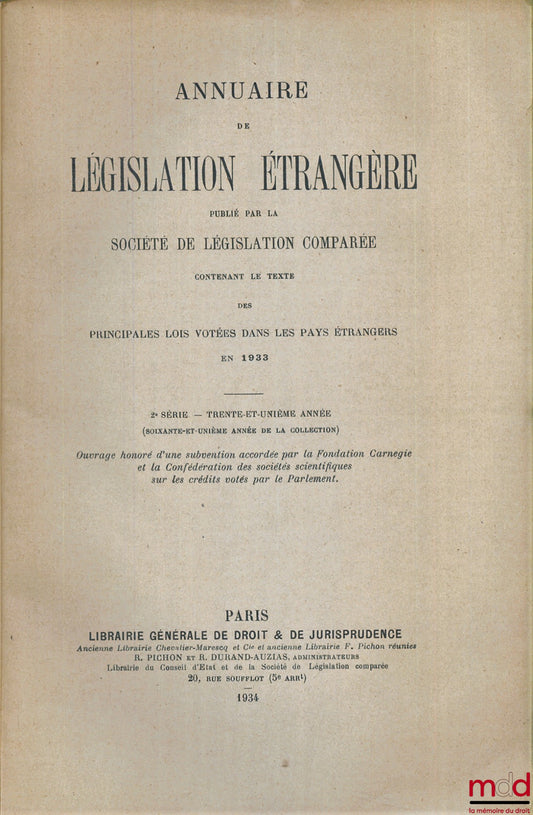 ANNUAIRE
DE
LÉGISLATION ÉTRANGÈRE
PUBLIÉ PAR LA
SOCIÉTÉ DE LÉGISLATION COMPARÉE
CONTENANT LE TEXTE
DES
PRINCIPALES LOIS VOTÉES DANS LES PAYS ÉTRANGERS
EN 1933
2e SÉRIE — TRENTE-ET-UNIÈME ANNÉE
(SOIXANTE-ET-UNIÈME ANNÉE DE LA COLLECTION)
Ouvrage honoré d'une subvention accordée par la Fondation Carnegie
et la Confédération des sociétés scientifiques
sur les crédits votés par le Parlement.
PARIS
LIBRAIRIE GÉNÉRALE DE DROIT & DE JURISPRUDENCE
Ancienne Librairie Chevalier-Marescq et Cie et ancienne Librairie F. Pichon réunies
R. PICHON ET R. DURAND-AUZIAS, ADMINISTRATEURS
Librairie du Conseil d'Etat et de la Société de Législation comparée
20, RUE SOUFFLOT (5e ARRt)
1934
mdd
la mémoire du droit